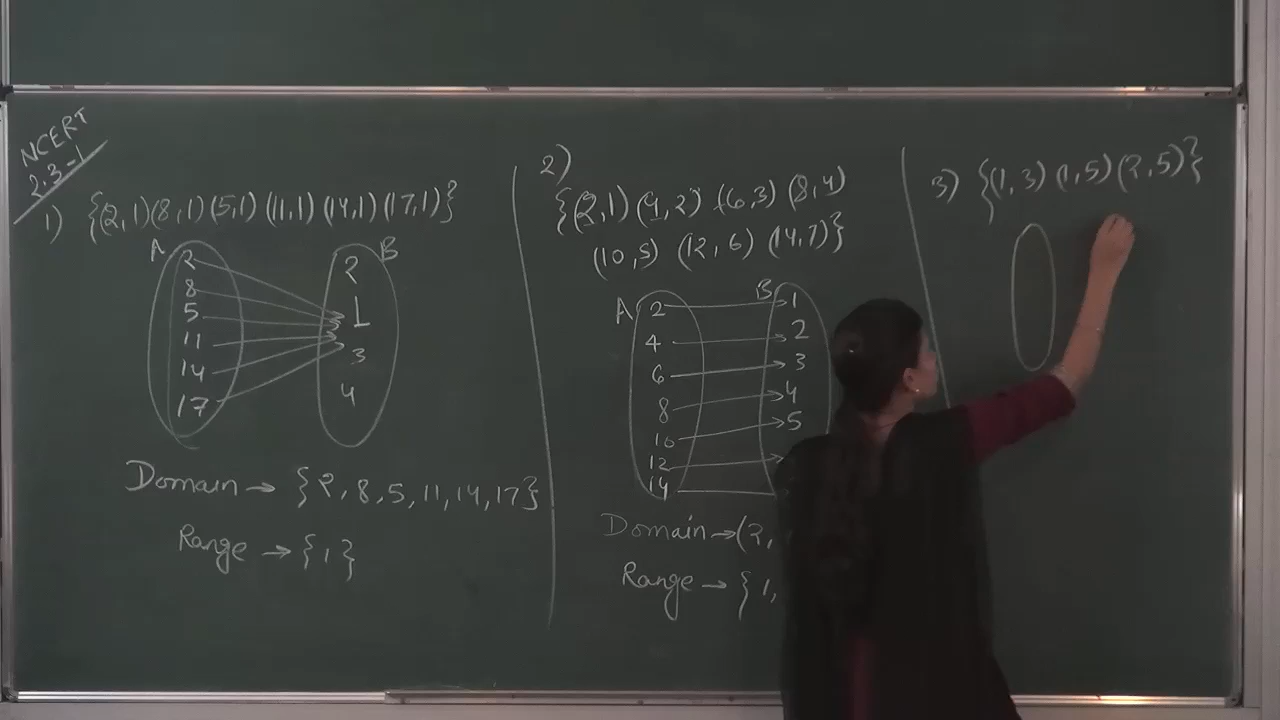 NCERT
2.3-1
1) {(2,1)(8,1)(5,1)(11,1)(14,1)(17,1)}
A
B
2
8
5
11
14
17
2
1
3
4
Domain → {2,8,5,11,14,17}
Range → {1}
2)
{(2,1)(4,2)(6,3)(8,4)
(10,5) (12,6) (14,7)}
A
B
2
4
6
8
10
12
14
1
2
3
4
5
Domain → (2,
Range → {1,
3) {(1,3)(1,5)(2,5)}